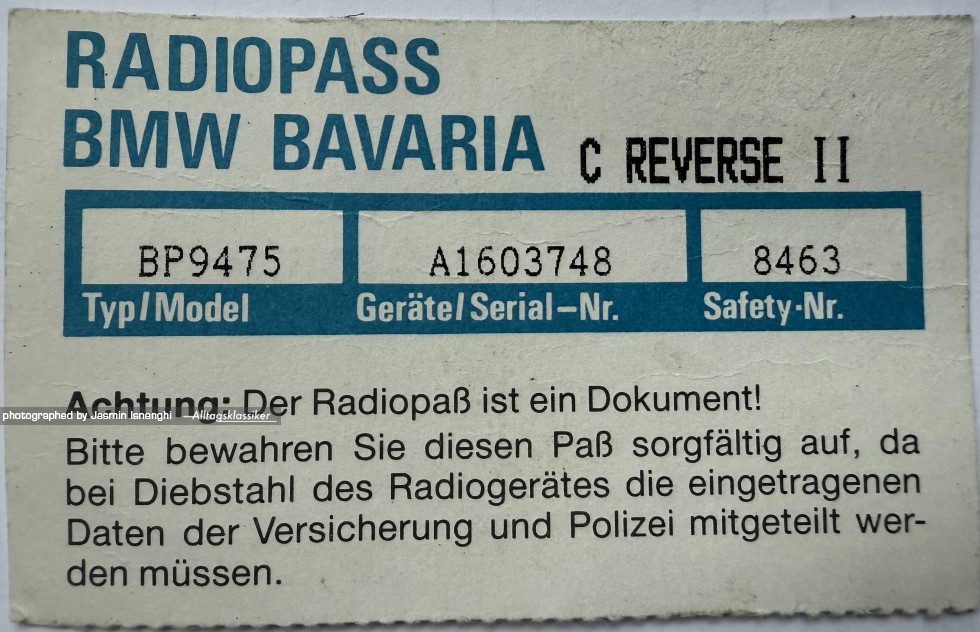 RADIOPASS
BMW BAVARIA C REVERSE II
BP9475 A1603748 8463
Typ/Model Geräte/Serial-Nr. Safety-Nr.
Achtung: Der Radiopaß ist ein Dokument!
photographed by Jasmin Isnenghi —Alltagsklassiker
Bitte bewahren Sie diesen Paß sorgfältig auf, da
bei Diebstahl des Radiogerätes die eingetragenen
Daten der Versicherung und Polizei mitgeteilt wer-
den müssen.